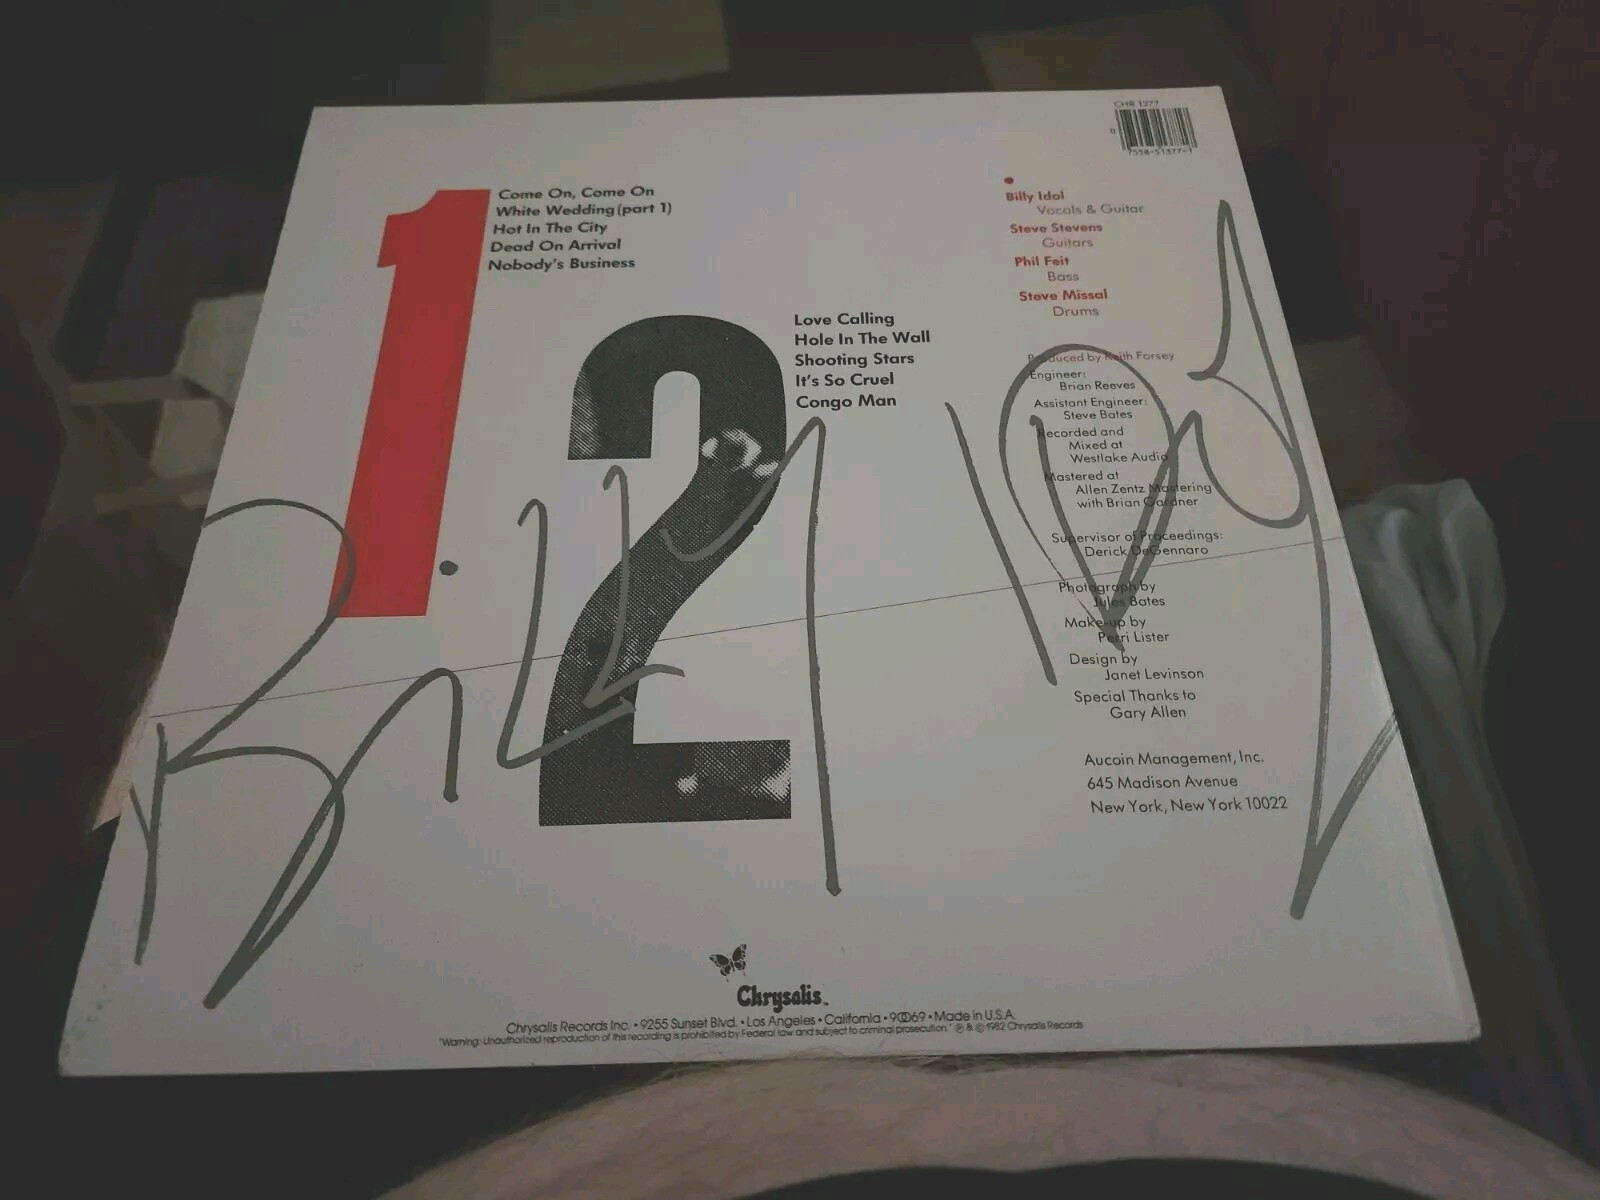 CHR 1377
0
7558-51377-1
1
Come On, Come On
White Wedding (part 1)
Hot In The City
Dead On Arrival
Nobody's Business
2
Love Calling
Hole In The Wall
Shooting Stars
It's So Cruel
Congo Man
Billy Idol
Vocals & Guitar
Steve Stevens
Guitars
Phil Feit
Bass
Steve Missal
Drums
Produced by Keith Forsey
Engineer:
Brian Reeves
Assistant Engineer:
Steve Bates
Recorded and
Mixed at
Westlake Audio
Mastered at
Allen Zentz Mastering
with Brian Gardner
Supervisor of Proceedings:
Derick DeGennaro
Photograph by
Jules Bates
Make-up by
Perri Lister
Design by
Janet Levinson
Special Thanks to
Gary Allen
Aucoin Management, Inc.
645 Madison Avenue
New York, New York 10022
Billy Idol
Chrysalis™
Chrysalis Records Inc. • 9255 Sunset Blvd. • Los Angeles • California • 90069 • Made in U.S.A.
"Warning: Unauthorized reproduction of this recording is prohibited by Federal law and subject to criminal prosecution." ℗ & © 1982 Chrysalis Records